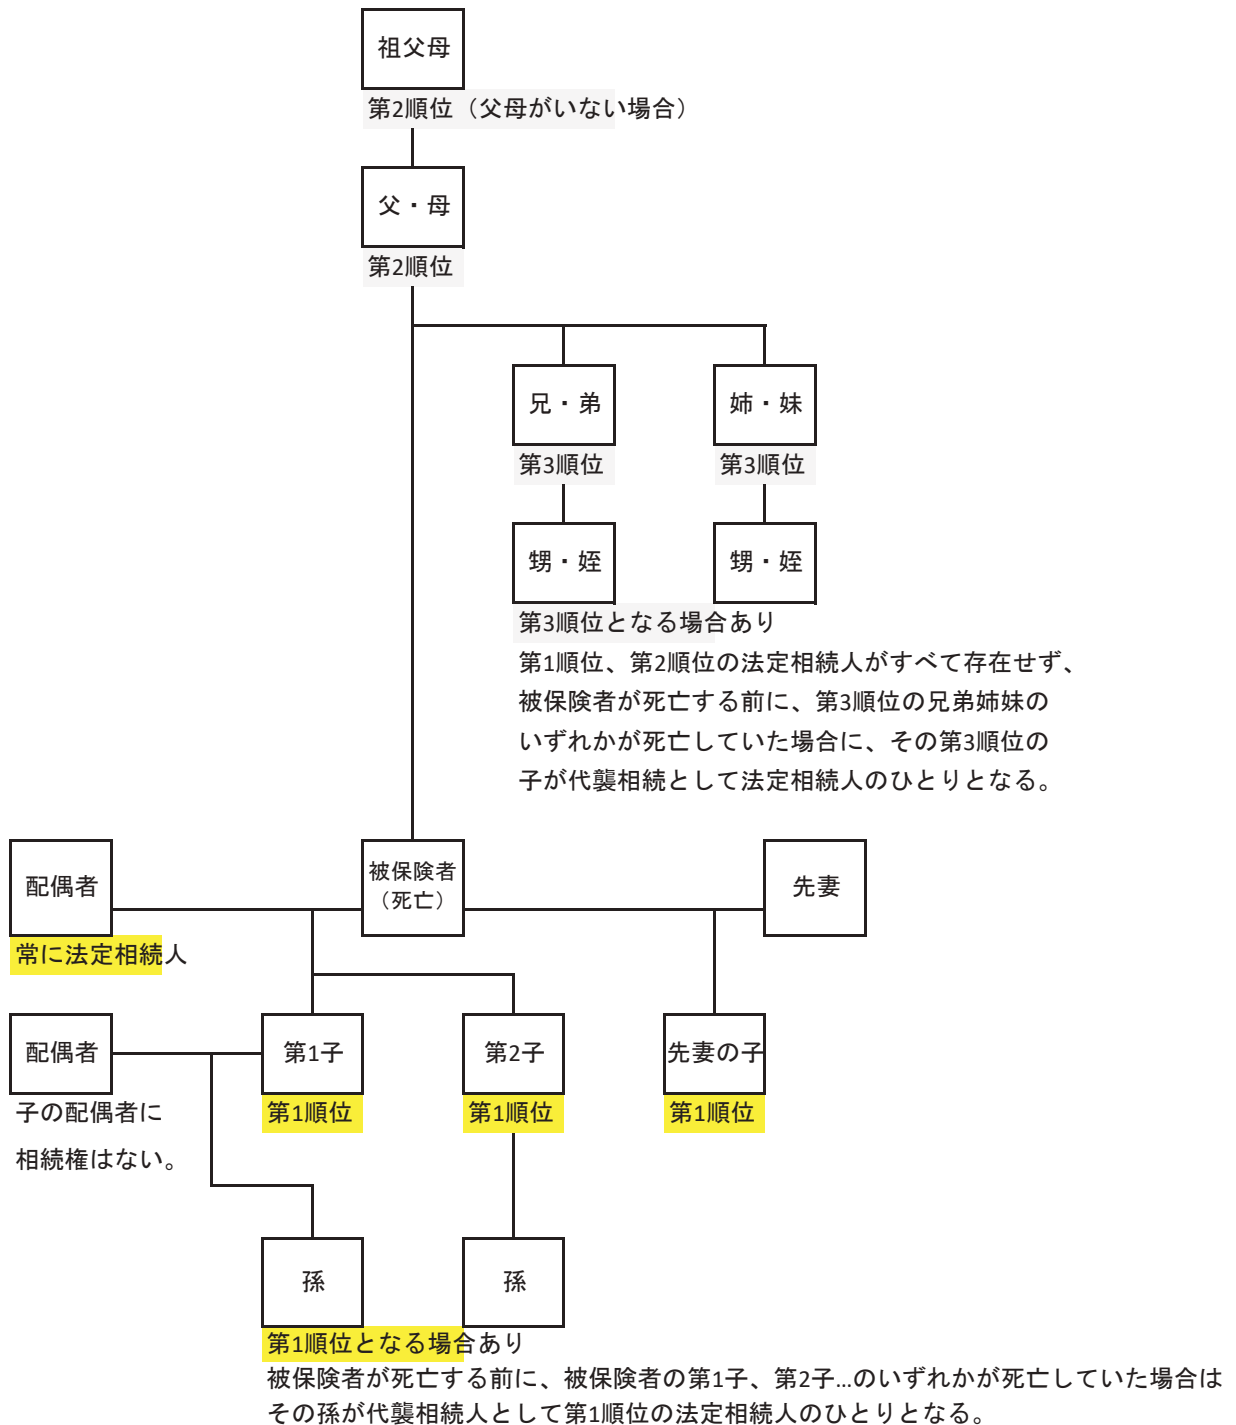 祖父母
第2順位（父母がいない場合）
父・母
第2順位
兄・弟
姉・妹
第3順位
第3順位
甥・姪
甥・姪
第3順位となる場合あり
第1順位、第2順位の法定相続人がすべて存在せず、
被保険者が死亡する前に、第3順位の兄弟姉妹の
いずれかが死亡していた場合に、その第3順位の
子が代襲相続として法定相続人のひとりとなる。
配偶者
被保険者
（死亡）
先妻
常に法定相続人
配偶者
第1子
第2子
先妻の子
子の配偶者に
相続権はない。
第1順位
第1順位
第1順位
孫
孫
第1順位となる場合あり
被保険者が死亡する前に、被保険者の第1子、第2子…のいずれかが死亡していた場合は
その孫が代襲相続人として第1順位の法定相続人のひとりとなる。